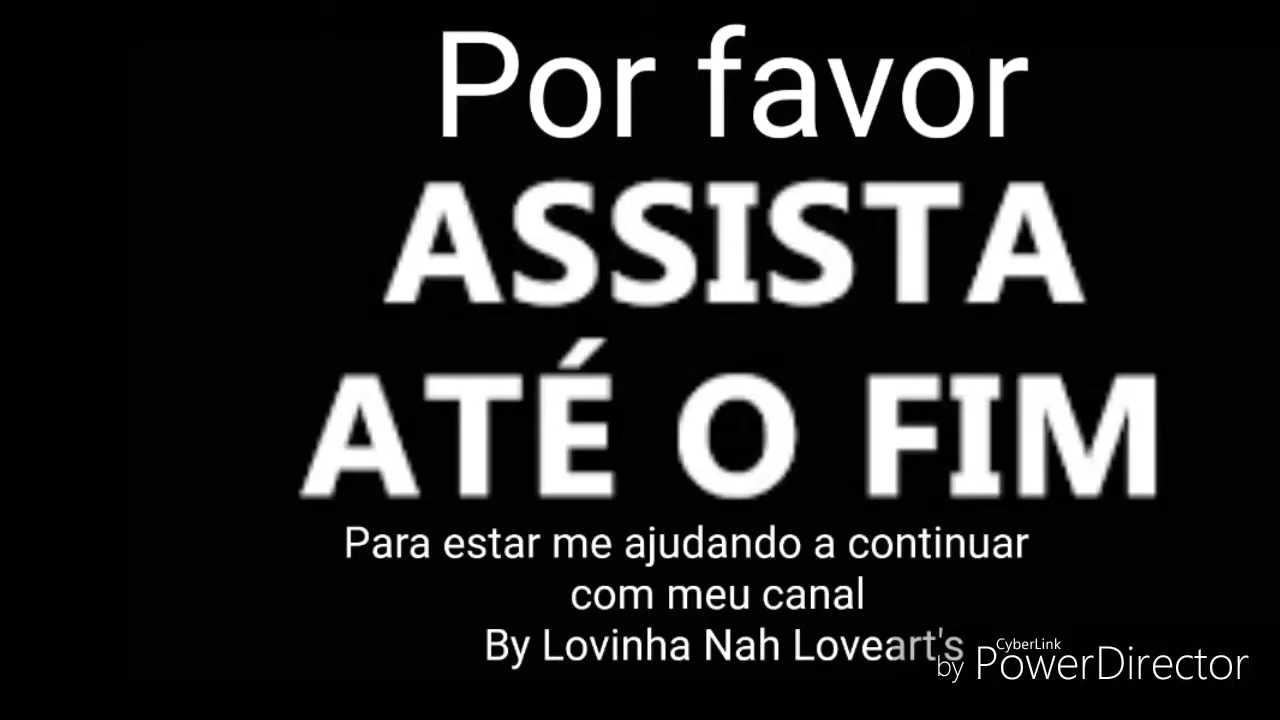 Por favor
ASSISTA
ATÉ O FIM
Para estar me ajudando a continuar
com meu canal
By Lovinha Nah Loveart's
CyberLink
by PowerDirector